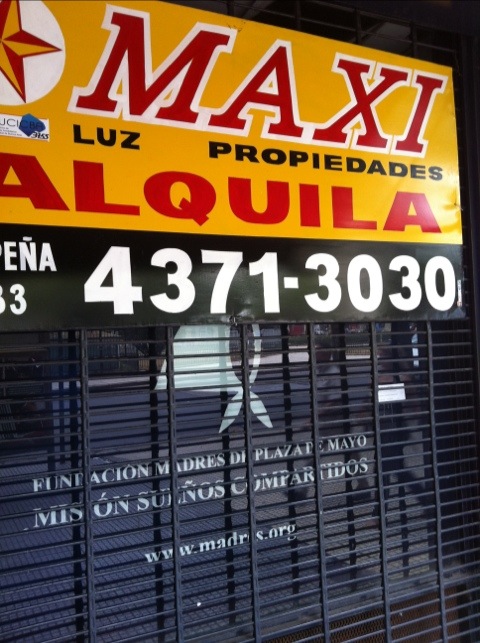 MAXI
LUZ PROPIEDADES
ALQUILA
PEÑA
33
4371-3030
FUNDACION MADRES DE PLAZA DE MAYO
MISIÓN SUEÑOS COMPARTIDOS
www.madres.org